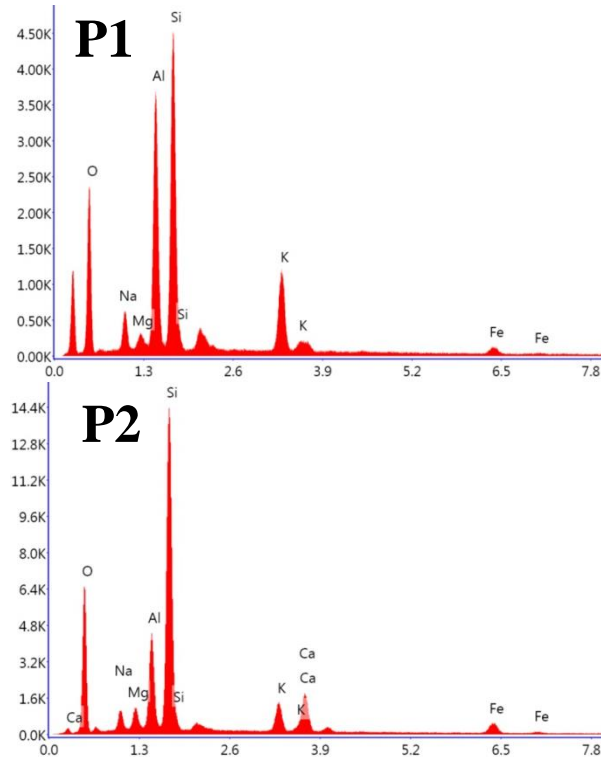 P1
4.50K
4.00K
3.50K
3.00K
2.50K
2.00K
1.50K
1.00K
0.50K
0.00K
Si
Al
O
Na
Mg
Si
K
K
Fe
Fe
0.0 1.3 2.6 3.9 5.2 6.5 7.8
P2
14.4K
12.8K
11.2K
9.6K
8.0K
6.4K
4.8K
3.2K
1.6K
0.0K
Si
O
Al
Na
Mg
Si
Ca
Ca
Ca
K
K
Fe
Fe
0.0 1.3 2.6 3.9 5.2 6.5 7.8